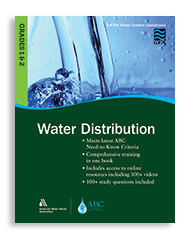 GRADES 1 & 2
Water System Operations
WSO
Water Distribution
• Meets latest ABC
Need-to-Know Criteria
• Comprehensive training
in one book
• Includes access to online
resources including 100+ videos
• 100+ study questions included
American Water Works
Association
ABC